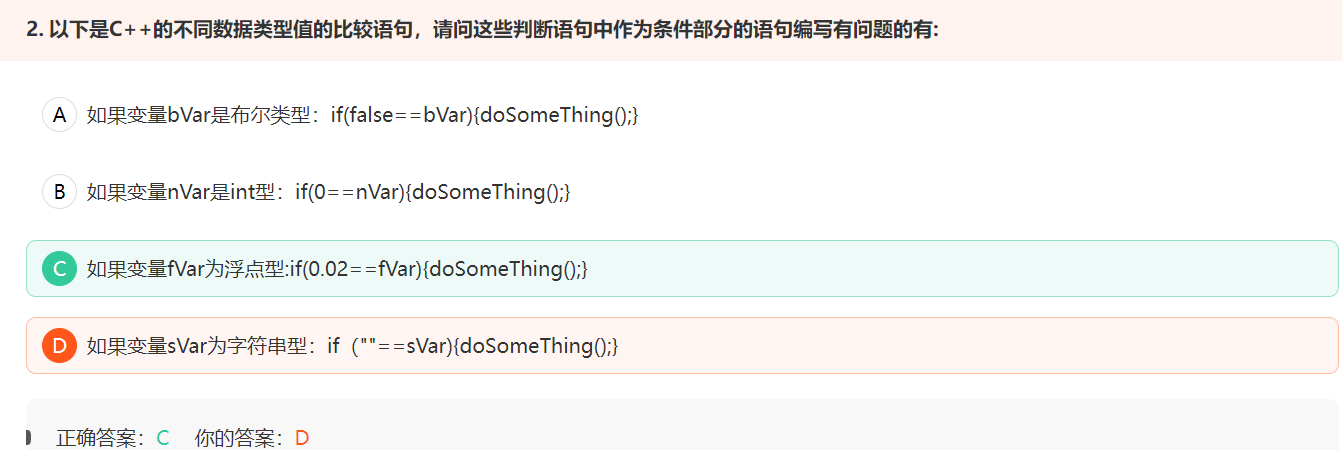 2. 以下是C++的不同数据类型值的比较语句，请问这些判断语句中作为条件部分的语句编写有问题的有:
A 如果变量bVar是布尔类型：if(false==bVar){doSomeThing();}
B 如果变量nVar是int型：if(0==nVar){doSomeThing();}
C 如果变量fVar为浮点型:if(0.02==fVar){doSomeThing();}
D 如果变量sVar为字符串型：if（""==sVar){doSomeThing();}
正确答案：C 你的答案：D